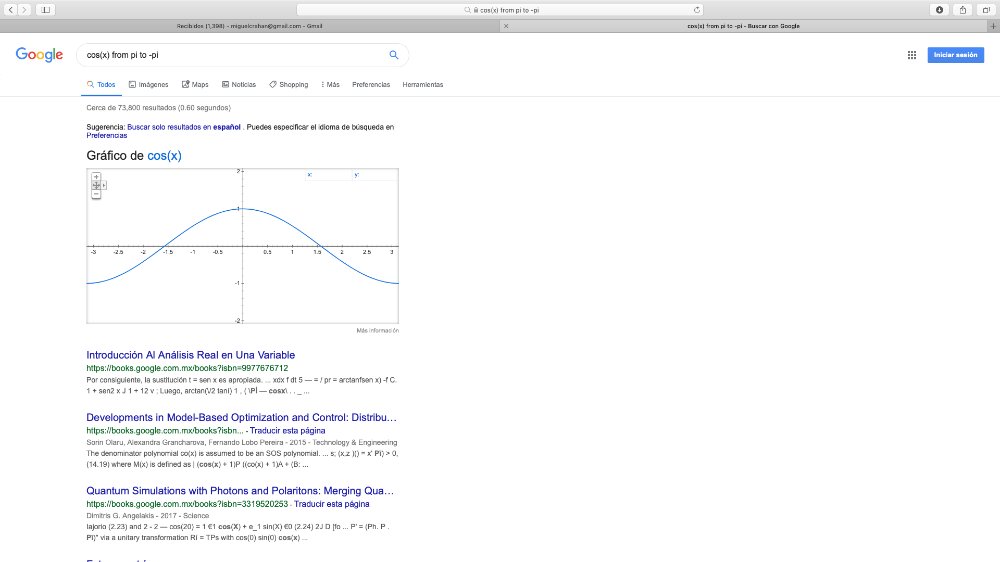 cos(x) from pi to -pi
Recibidos (1,398) - miguelcrahan@gmail.com - Gmail
cos(x) from pi to -pi - Buscar con Google
Google
cos(x) from pi to -pi
Iniciar sesión
Todos Imágenes Maps Noticias Shopping Más Preferencias Herramientas
Cerca de 73,800 resultados (0.60 segundos)
Sugerencia: Buscar solo resultados en español . Puedes especificar el idioma de búsqueda en
Preferencias
Gráfico de cos(x)
2
x: y:
1
-3 -2.5 -2 -1.5 -1 -0.5 0.5 1 1.5 2 2.5 3
-1
-2
Más información
Introducción Al Análisis Real en Una Variable
https://books.google.com.mx/books?isbn=9977676712
Por consiguiente, la sustitución t = sen x es apropiada. ... xdx f dt 5 — = / pr = arctanfsen x) -f C.
1 + sen2 x J 1 + 12 v ; Luego, arctan(\/2 taní) 1 , ( \PÍ — cosx\ . . _ ...
Developments in Model-Based Optimization and Control: Distribu...
https://books.google.com.mx/books?isbn... - Traducir esta página
Sorin Olaru, Alexandra Grancharova, Fernando Lobo Pereira - 2015 - Technology & Engineering
The denominator polynomial co(x) is assumed to be an SOS polynomial. ... s; (x,z )() = x' Pī) > 0,
(14.19) where M(x) is defined as | (cos(x) + 1)P ((co(x) + 1)A + (B: ...
Quantum Simulations with Photons and Polaritons: Merging Qua...
https://books.google.com.mx/books?isbn=3319520253 - Traducir esta página
Dimitris G. Angelakis - 2017 - Science
lajorio (2.23) and 2 - 2 — cos(20) = 1 €1 cos(X) + e_1 sin(X) €0 (2.24) 2J D [fo ... P' = (Ph. P .
Pī)" via a unitary transformation Rí = TPs with cos(0) sin(0) cos(x) ...